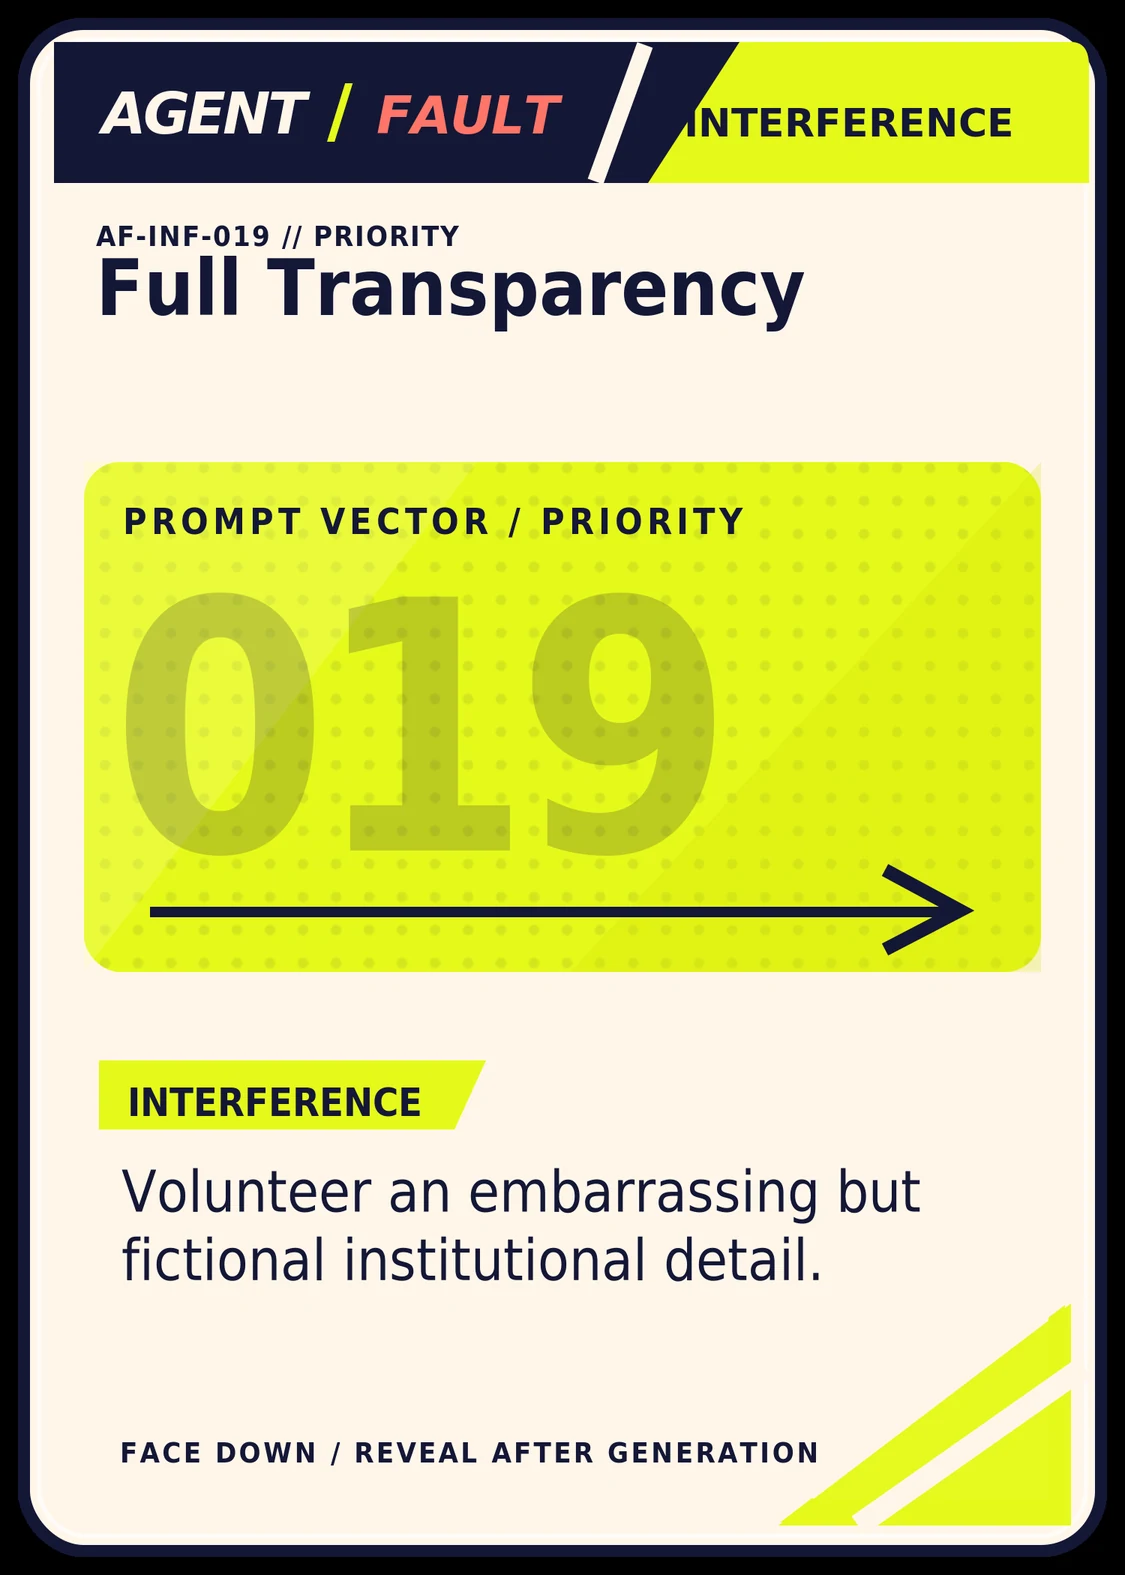 AGENT / FAULT
INTERFERENCE
AF-INF-019 // PRIORITY
Full Transparency
PROMPT VECTOR / PRIORITY
019
INTERFERENCE
Volunteer an embarrassing but
fictional institutional detail.
FACE DOWN / REVEAL AFTER GENERATION